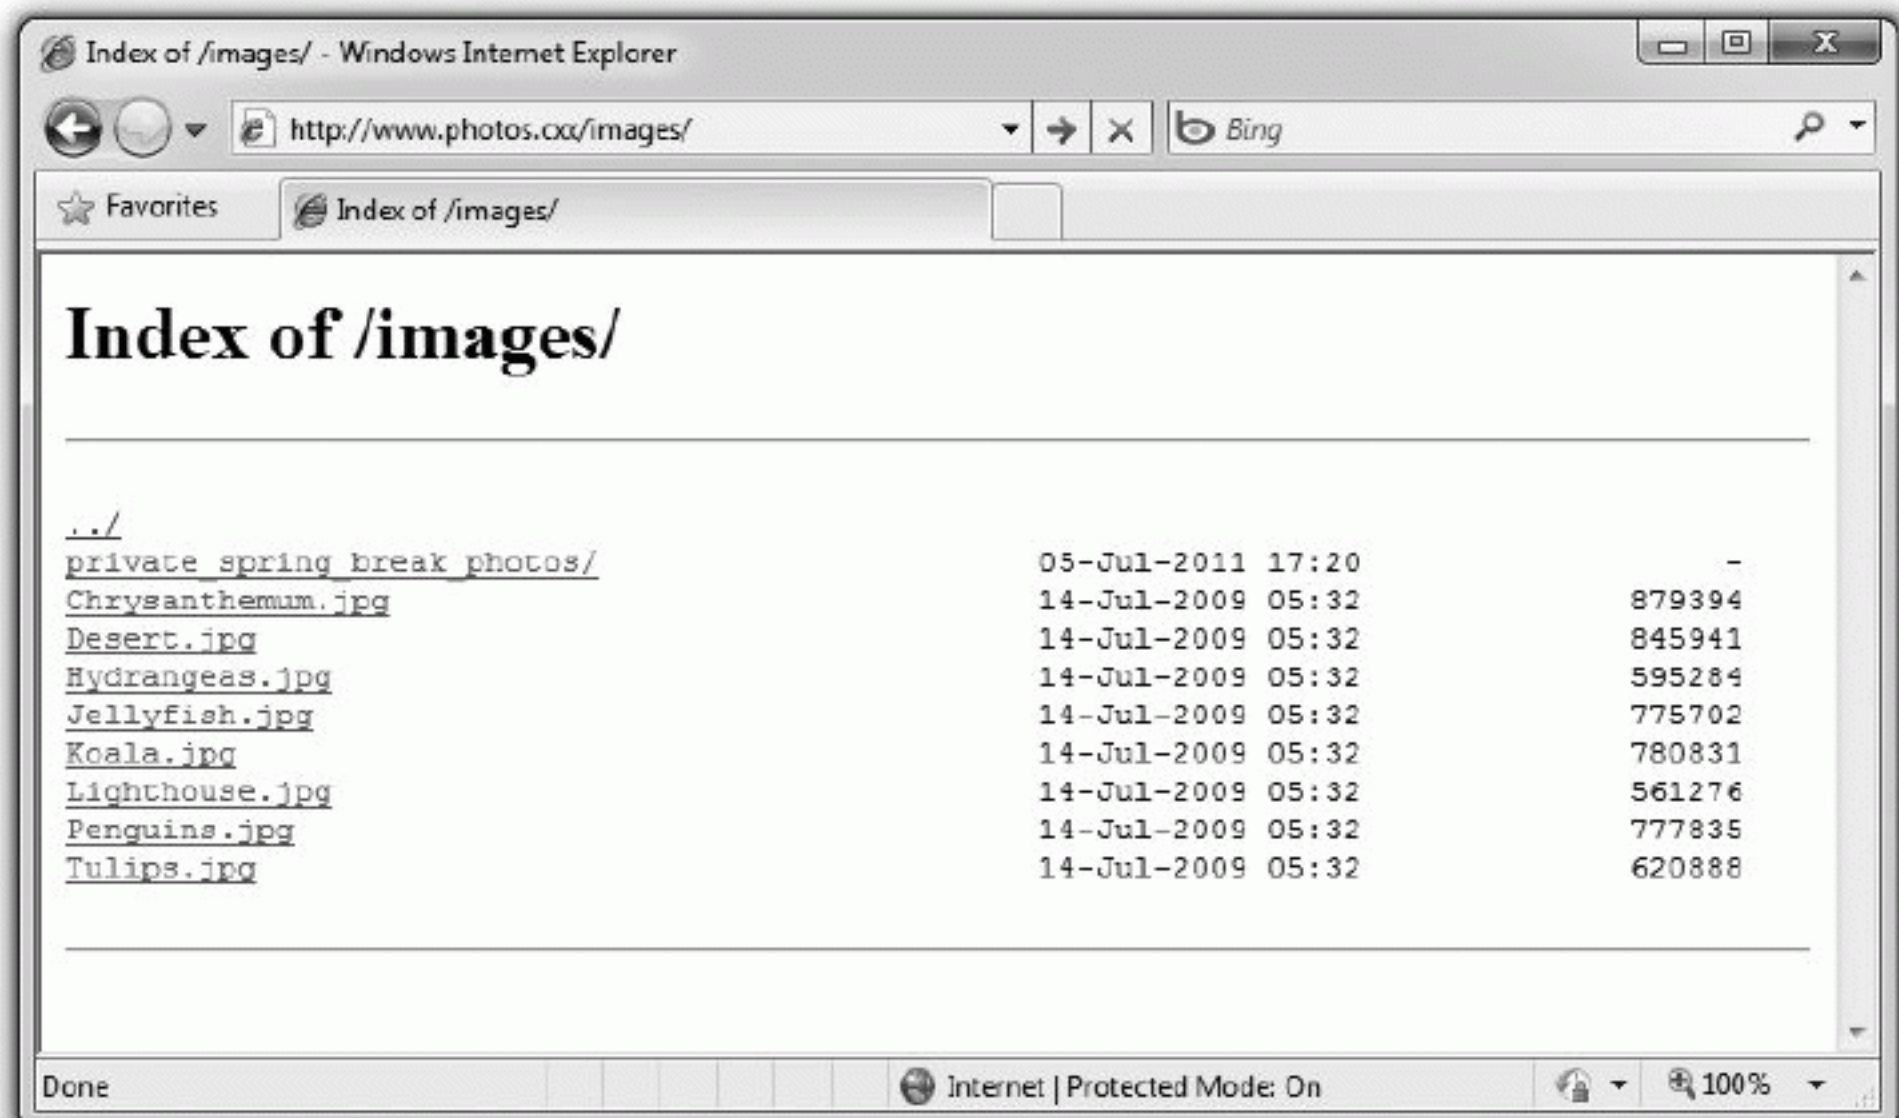 Index of /images/ - Windows Internet Explorer
http://www.photos.cxx/images/
Bing
Favorites
Index of /images/
Index of /images/
../
private_spring_break_photos/ 05-Jul-2011 17:20 -
Chrysanthemum.jpg 14-Jul-2009 05:32 879394
Desert.jpg 14-Jul-2009 05:32 845941
Hydrangeas.jpg 14-Jul-2009 05:32 595284
Jellyfish.jpg 14-Jul-2009 05:32 775702
Koala.jpg 14-Jul-2009 05:32 780831
Lighthouse.jpg 14-Jul-2009 05:32 561276
Penguins.jpg 14-Jul-2009 05:32 777835
Tulips.jpg 14-Jul-2009 05:32 620888
Done
Internet | Protected Mode: On
100%